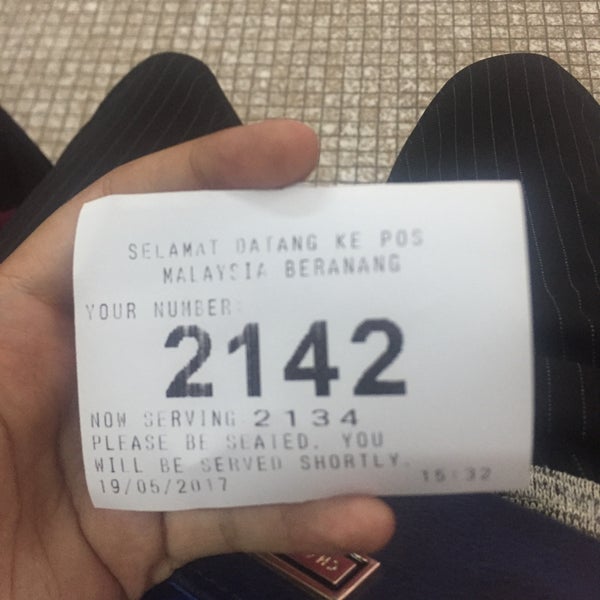 SELAMAT DATANG KE POS
MALAYSIA BERANANG
YOUR NUMBER:
2142
NOW SERVING 2134
PLEASE BE SEATED. YOU
WILL BE SERVED SHORTLY.
19/05/2017 15:32